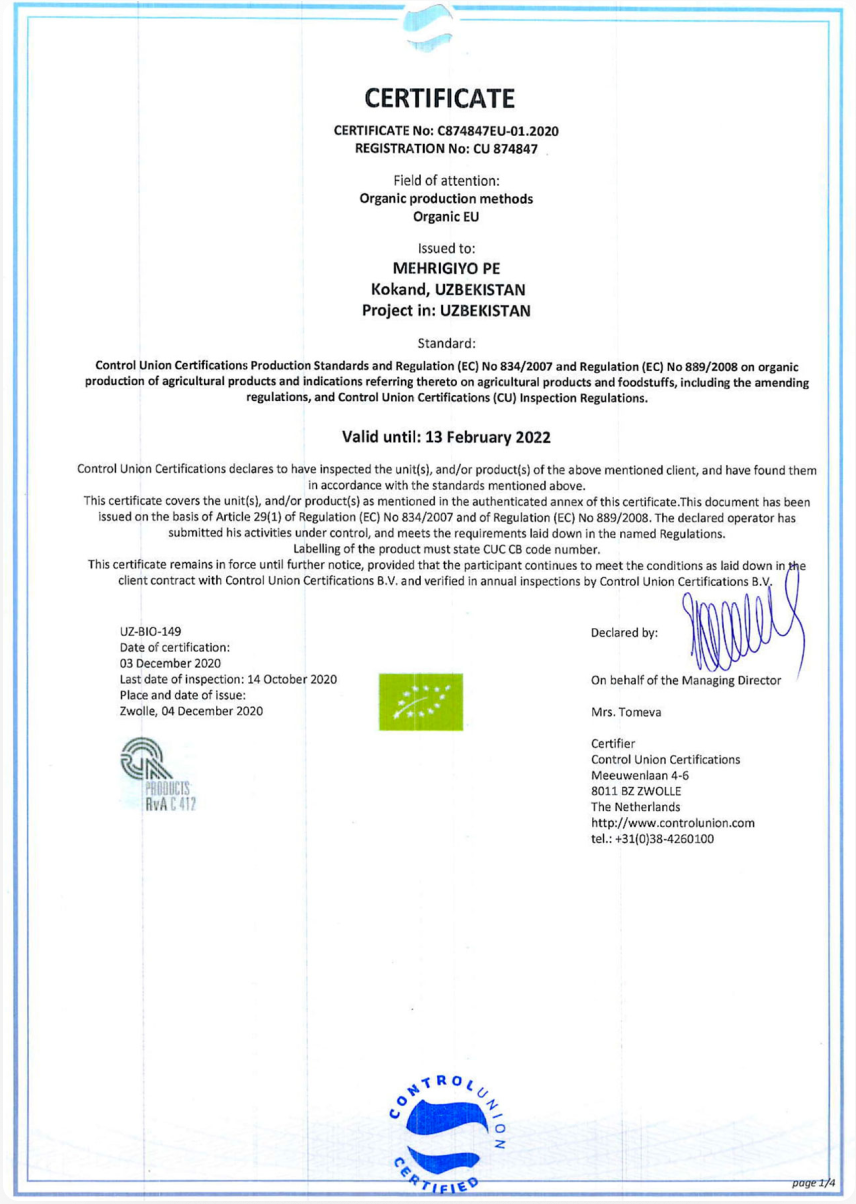 CERTIFICATE
CERTIFICATE No: C874847EU-01.2020
REGISTRATION No: CU 874847
Field of attention:
Organic production methods
Organic EU
Issued to:
MEHRIGIYO PE
Kokand, UZBEKISTAN
Project in: UZBEKISTAN
Standard:
Control Union Certifications Production Standards and Regulation (EC) No 834/2007 and Regulation (EC) No 889/2008 on organic
production of agricultural products and indications referring thereto on agricultural products and foodstuffs, including the amending
regulations, and Control Union Certifications (CU) Inspection Regulations.
Valid until: 13 February 2022
Control Union Certifications declares to have inspected the unit(s), and/or product(s) of the above mentioned client, and have found them
in accordance with the standards mentioned above.
This certificate covers the unit(s), and/or product(s) as mentioned in the authenticated annex of this certificate.This document has been
issued on the basis of Article 29(1) of Regulation (EC) No 834/2007 and of Regulation (EC) No 889/2008. The declared operator has
submitted his activities under control, and meets the requirements laid down in the named Regulations.
Labelling of the product must state CUC CB code number.
This certificate remains in force until further notice, provided that the participant continues to meet the conditions as laid down in the
client contract with Control Union Certifications B.V. and verified in annual inspections by Control Union Certifications B.V.
UZ-BIO-149
Date of certification:
03 December 2020
Last date of inspection: 14 October 2020
Place and date of issue:
Zwolle, 04 December 2020
PRODUCTS
RvA C 412
Declared by:
On behalf of the Managing Director
Mrs. Tomeva
Certifier
Control Union Certifications
Meeuwenlaan 4-6
8011 BZ ZWOLLE
The Netherlands
http://www.controlunion.com
tel.: +31(0)38-4260100
CONTROLUNION
CERTIFIED
page 1/4